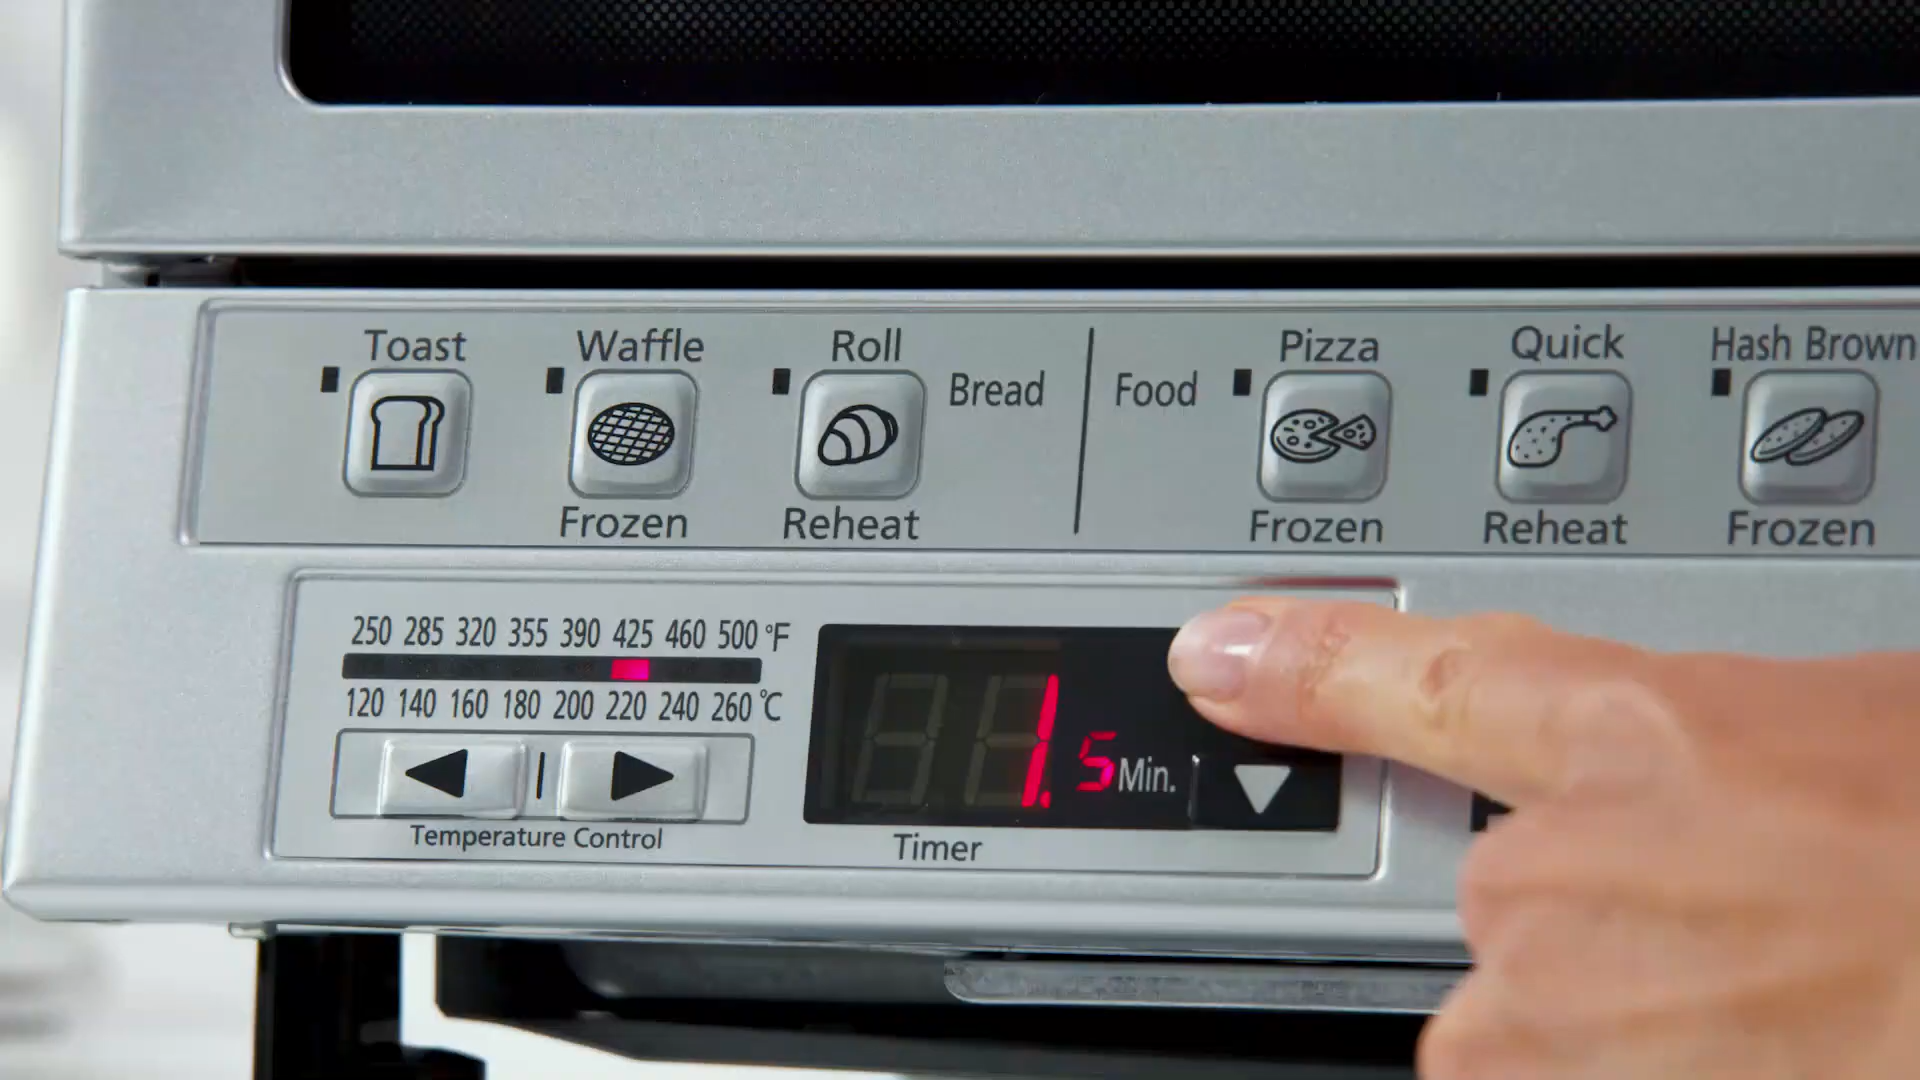 Toast
Waffle
Frozen
Roll
Reheat
Bread
Food
Pizza
Frozen
Quick
Reheat
Hash Brown
Frozen
250 285 320 355 390 425 460 500 °F
120 140 160 180 200 220 240 260 °C
Temperature Control
1.5 Min.
Timer